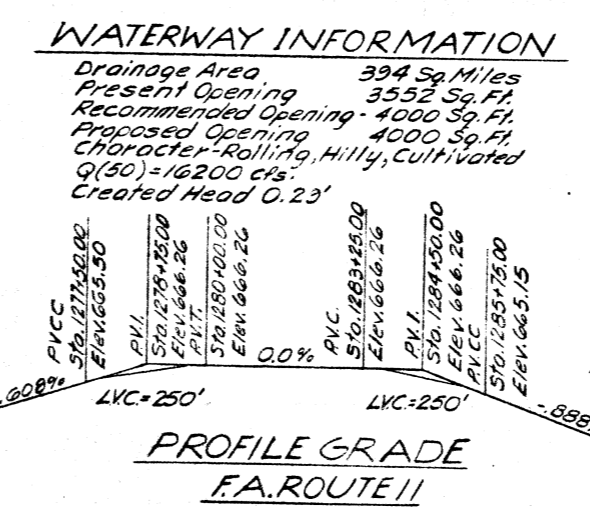 WATERWAY INFORMATION
Drainage Area 394 Sq.Miles
Present Opening 3552 Sq.Ft.
Recommended Opening - 4000 Sq.Ft.
Proposed Opening 4000 Sq.Ft.
Character-Rolling, Hilly, Cultivated
Q(50)=16200 cfs.
Created Head 0.23'
PVCC
Sta.1277+50.00
Elev.665.50
P.V.I.
Sta.1278+75.00
Elev.666.26
P.V.T.
Sta.1280+00.00
Elev.666.26
0.0%
P.V.C.
Sta.1283+25.00
Elev.666.26
P.V.I.
Sta.1284+50.00
Elev.666.26
P.V.CC
Sta.1285+75.00
Elev.665.15
.608%
L.V.C.=250'
L.V.C.=250'
-.888
PROFILE GRADE
F.A.ROUTE 11